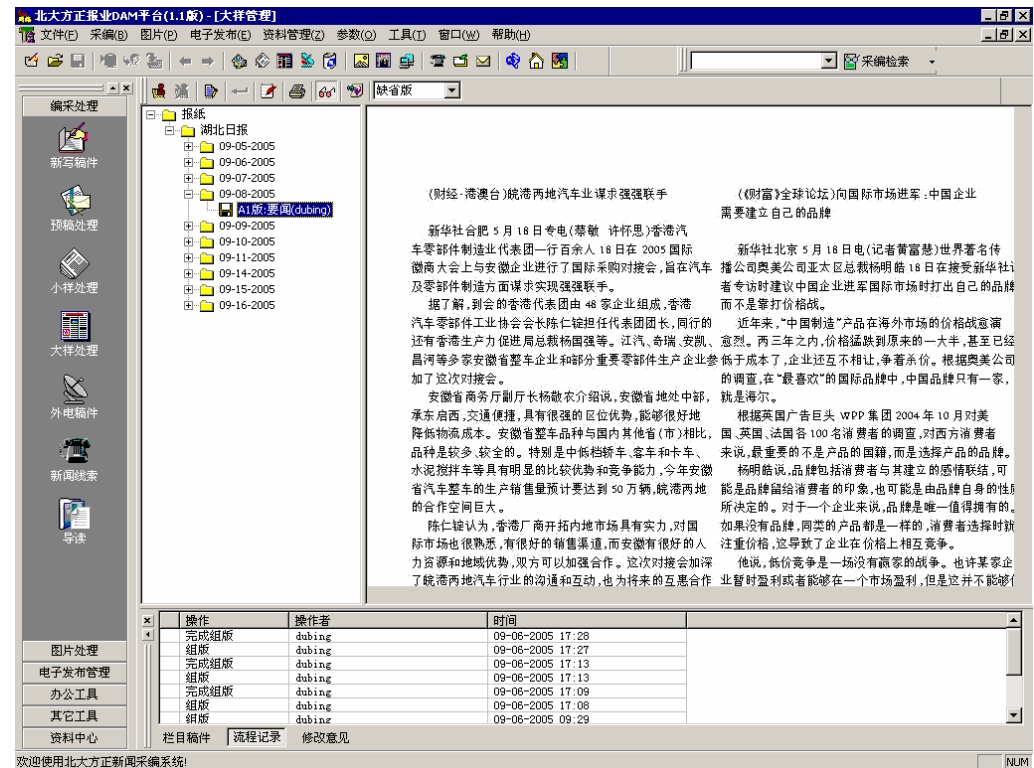 北大方正报业DAM平台(1.1版) - [大样管理]
文件(F) 采编(B) 图片(P) 电子发布(E) 资料管理(Z) 参数(O) 工具(T) 窗口(W) 帮助(H)
采编检索
编采处理
缺省版
新写稿件
预稿处理
小样处理
大样处理
外电稿件
新闻线索
导读
图片处理
电子发布管理
办公工具
其它工具
资料中心
报纸
湖北日报
09-05-2005
09-06-2005
09-07-2005
09-08-2005
A1版:要闻(dubing)
09-09-2005
09-10-2005
09-11-2005
09-14-2005
09-15-2005
09-16-2005
(财经·港澳台)皖港两地汽车业谋求强强联手
新华社合肥 5 月 18 日专电(蔡敏 许怀思)香港汽
车零部件制造业代表团一行百余人 18 日在 2005 国际
徽商大会上与安徽企业进行了国际采购对接会,旨在汽车
及零部件制造方面谋求实现强强联手。
据了解,到会的香港代表团由 48 家企业组成,香港
汽车零部件工业协会会长陈仁锭担任代表团团长,同行的
还有香港生产力促进局总裁杨国强等。江汽、奇瑞、安凯、
昌河等多家安徽省整车企业和部分重要零部件生产企业参
加了这次对接会。
安徽省商务厅副厅长杨敬农介绍说,安徽省地处中部,
承东启西,交通便捷,具有很强的区位优势,能够很好地
降低物流成本。安徽省整车品种与国内其他省(市)相比,
品种是较多、较全的。特别是中低档轿车、客车和卡车、
水泥搅拌车等具有明显的比较优势和竞争能力,今年安徽
省汽车整车的生产销售量预计要达到 50 万辆,皖港两地
的合作空间巨大。
陈仁锭认为,香港厂商开拓内地市场具有实力,对国
际市场也很熟悉,有很好的销售渠道,而安徽有很好的人
力资源和地域优势,双方可以加强合作。这次对接会加深
了皖港两地汽车行业的沟通和互动,也为将来的互惠合作
(《财富》全球论坛)向国际市场进军:中国企业
需要建立自己的品牌
新华社北京 5 月 18 日电(记者黄富慧)世界著名传
播公司奥美公司亚太区总裁杨明皓 18 日在接受新华社
者专访时建议中国企业进军国际市场时打出自己的品牌
而不是靠打价格战。
近年来,“中国制造”产品在海外市场的价格战愈演
愈烈。两三年之内,价格猛跌到原来的一大半,甚至已经
低于成本了,企业还互不相让,争着杀价。根据奥美公司
的调查,在“最喜欢”的国际品牌中,中国品牌只有一家,
就是海尔。
根据英国广告巨头 WPP 集团 2004 年 10 月对美
国、英国、法国各 100 名消费者的调查,对西方消费者
来说,最重要的不是产品的国籍,而是选择产品的品牌。
杨明皓说,品牌包括消费者与其建立的感情联结,可
能是品牌留给消费者的印象,也可能是由品牌自身的性质
所决定的。对于一个企业来说,品牌是唯一值得拥有的。
如果没有品牌,同类的产品都是一样的,消费者选择时就
注重价格,这导致了企业在价格上相互竞争。
他说,低价竞争是一场没有赢家的战争。也许某家企
业暂时盈利或者能够在一个市场盈利,但是这并不能够
操作 操作者 时间
完成组版 dubing 09-06-2005 17:28
组版 dubing 09-06-2005 17:27
完成组版 dubing 09-06-2005 17:13
组版 dubing 09-06-2005 17:13
完成组版 dubing 09-06-2005 17:09
组版 dubing 09-06-2005 17:08
组版 dubing 09-06-2005 09:29
栏目稿件 流程记录 修改意见
欢迎使用北大方正新闻采编系统! NUM